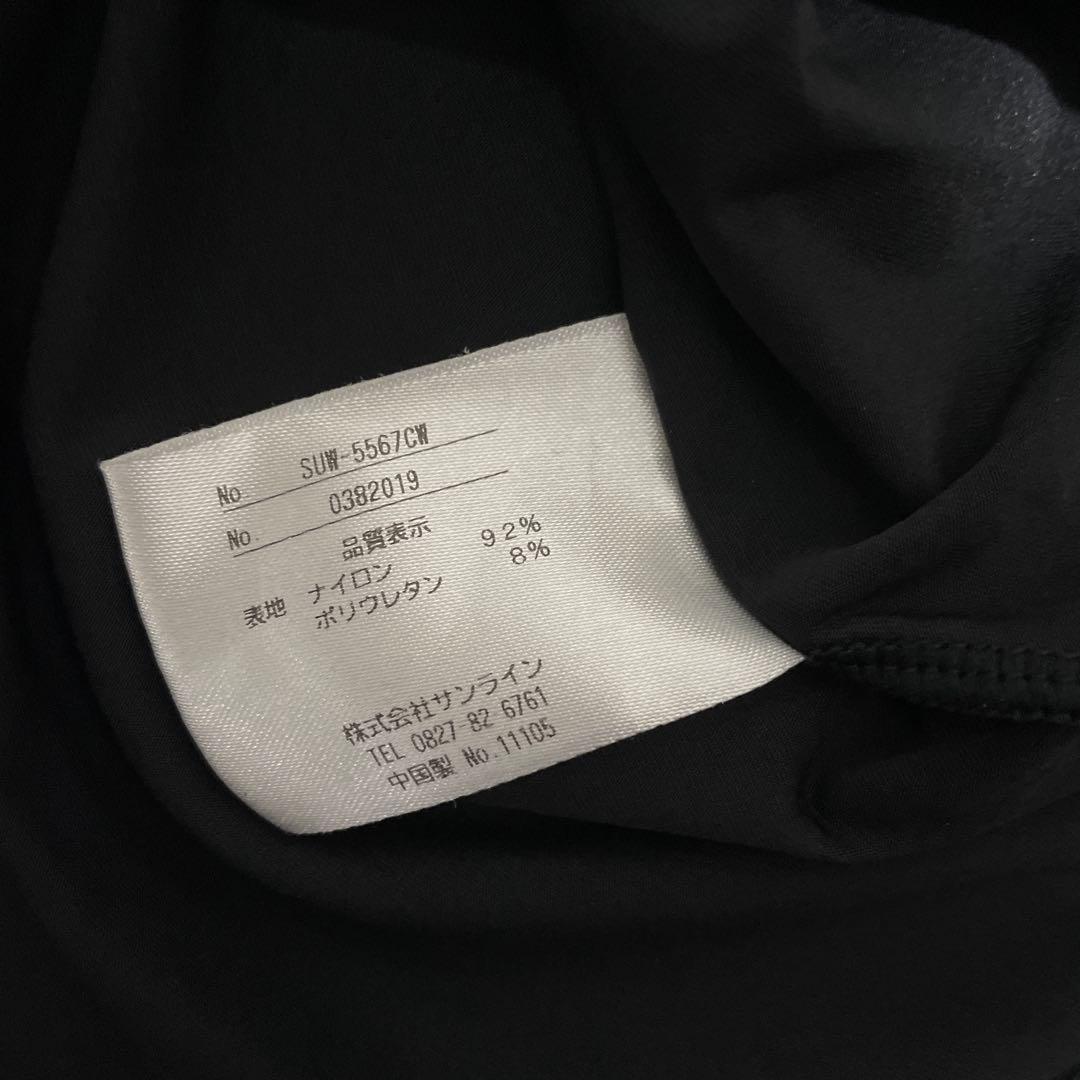 No SUW-5567CW
No. 0382019
品質表示
表地 ナイロン 92%
ポリウレタン 8%
株式会社サンライン
TEL 0827 82 6761
中国製 No.11105